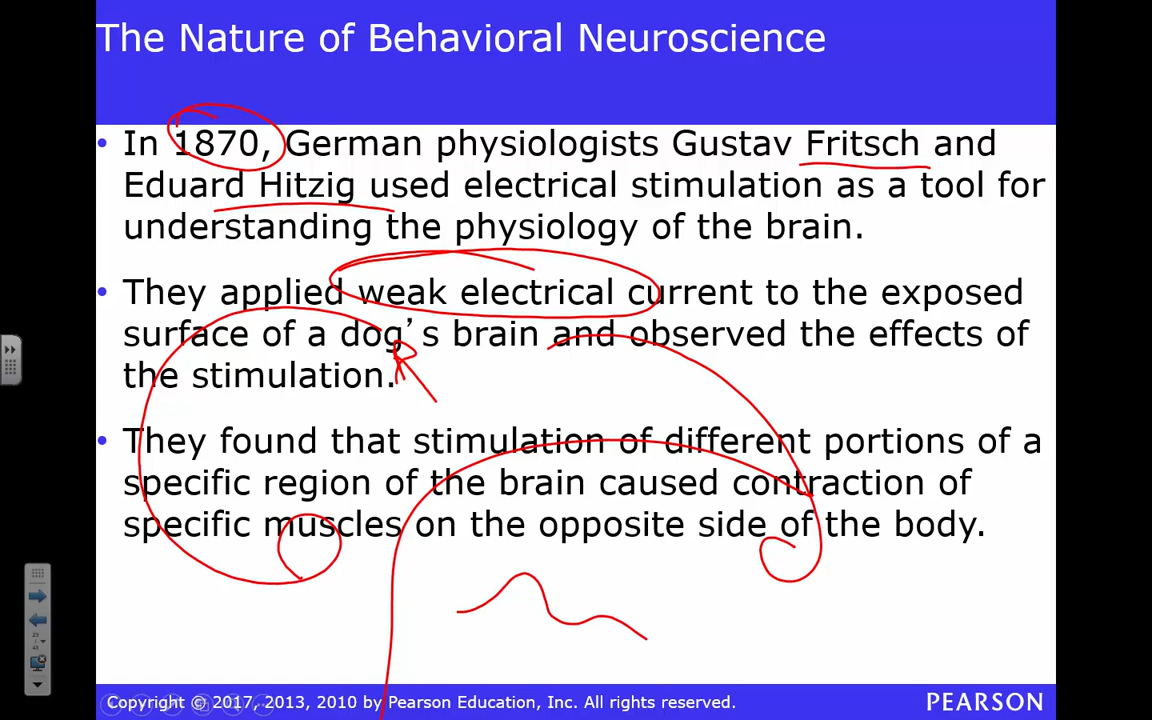 The Nature of Behavioral Neuroscience
• In 1870, German physiologists Gustav Fritsch and
Eduard Hitzig used electrical stimulation as a tool for
understanding the physiology of the brain.
• They applied weak electrical current to the exposed
surface of a dog’s brain and observed the effects of
the stimulation.
• They found that stimulation of different portions of a
specific region of the brain caused contraction of
specific muscles on the opposite side of the body.
Copyright © 2017, 2013, 2010 by Pearson Education, Inc. All rights reserved.
PEARSON